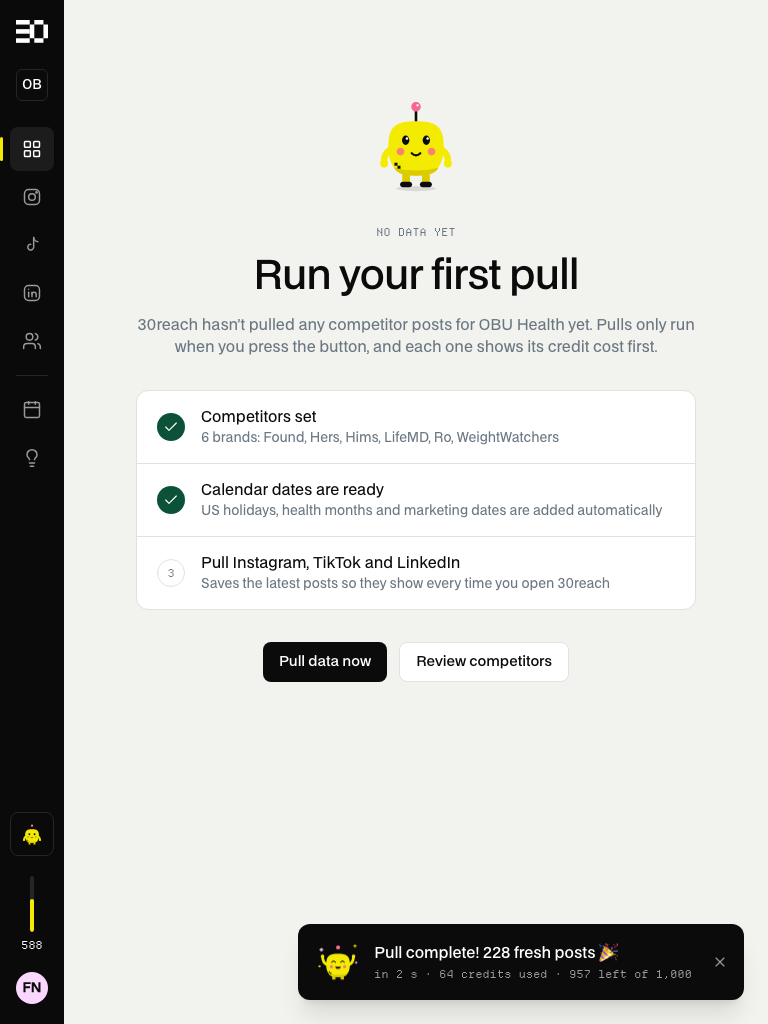 30
OB
NO DATA YET
Run your first pull
30reach hasn't pulled any competitor posts for OBU Health yet. Pulls only run
when you press the button, and each one shows its credit cost first.
Competitors set
6 brands: Found, Hers, Hims, LifeMD, Ro, WeightWatchers
Calendar dates are ready
US holidays, health months and marketing dates are added automatically
3
Pull Instagram, TikTok and LinkedIn
Saves the latest posts so they show every time you open 30reach
Pull data now
Review competitors
588
FN
Pull complete! 228 fresh posts 🎉
in 2 s · 64 credits used · 957 left of 1,000